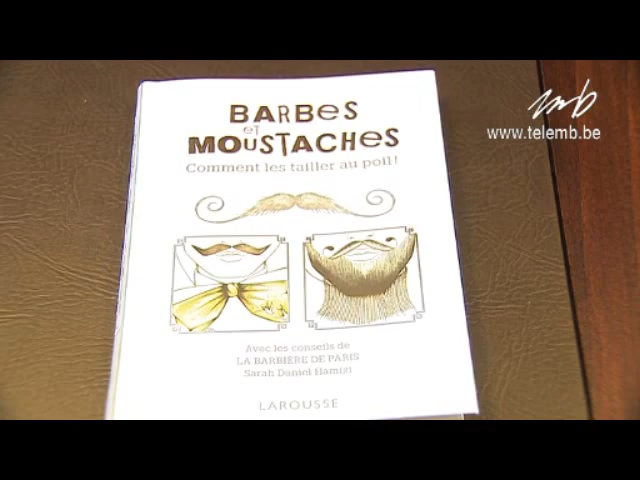 BARBES
ET
MOUSTACHES
Comment les tailler au poil !
Avec les conseils de
LA BARBIÈRE DE PARIS
Sarah Daniel Hamizi
LAROUSSE
mb
www.telemb.be